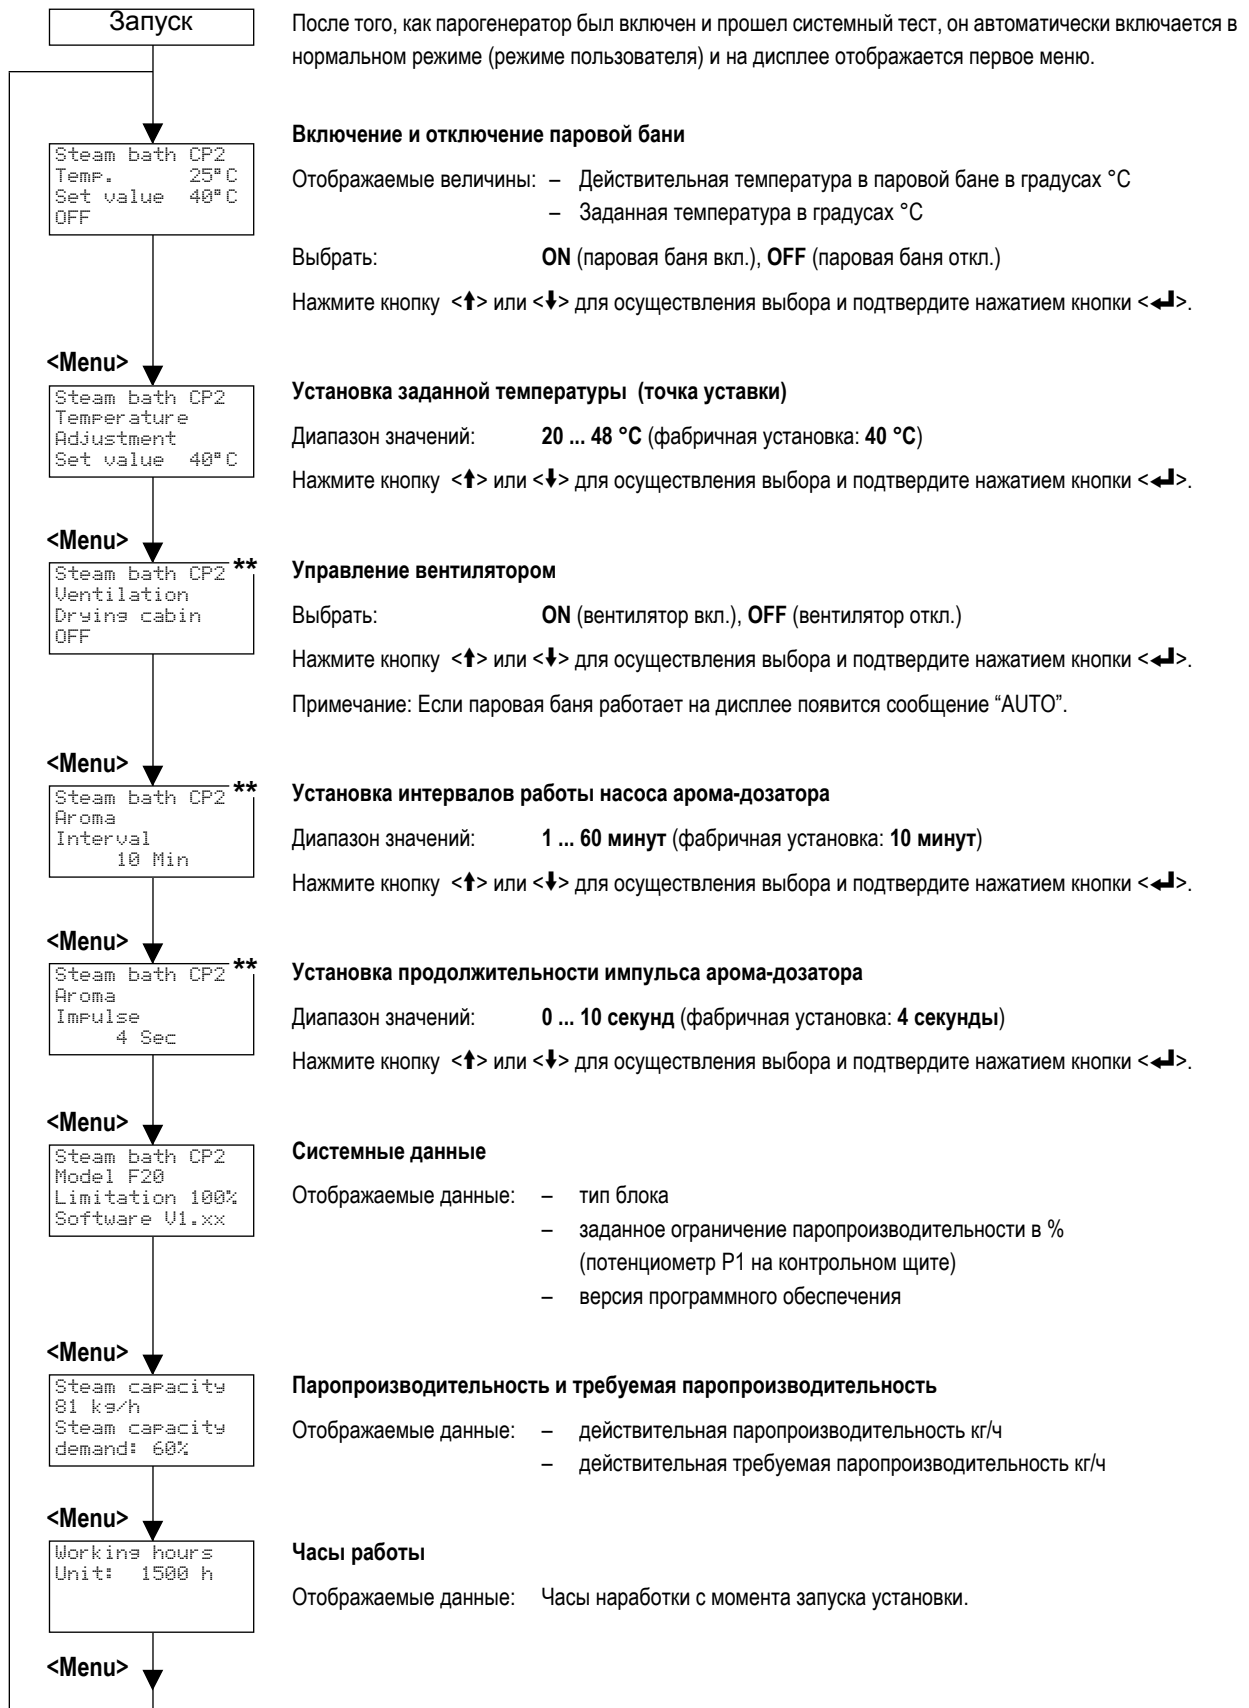 Запуск
После того, как парогенератор был включен и прошел системный тест, он автоматически включается в
нормальном режиме (режиме пользователя) и на дисплее отображается первое меню.
Steam bath CP2
Temp. 25°C
Set value 40°C
OFF
Включение и отключение паровой бани
Отображаемые величины: – Действительная температура в паровой бане в градусах °C
– Заданная температура в градусах °C
Выбрать: ON (паровая баня вкл.), OFF (паровая баня откл.)
Нажмите кнопку <⬆> или <⬇> для осуществления выбора и подтвердите нажатием кнопки <↵>.
<Menu>
Steam bath CP2
Temperature
Adjustment
Set value 40°C
Установка заданной температуры (точка уставки)
Диапазон значений: 20 ... 48 °C (фабричная установка: 40 °C)
Нажмите кнопку <⬆> или <⬇> для осуществления выбора и подтвердите нажатием кнопки <↵>.
<Menu>
Steam bath CP2 **
Ventilation
Drying cabin
OFF
Управление вентилятором
Выбрать: ON (вентилятор вкл.), OFF (вентилятор откл.)
Нажмите кнопку <⬆> или <⬇> для осуществления выбора и подтвердите нажатием кнопки <↵>.
Примечание: Если паровая баня работает на дисплее появится сообщение “AUTO”.
<Menu>
Steam bath CP2 **
Aroma
Interval
10 Min
Установка интервалов работы насоса арома-дозатора
Диапазон значений: 1 ... 60 минут (фабричная установка: 10 минут)
Нажмите кнопку <⬆> или <⬇> для осуществления выбора и подтвердите нажатием кнопки <↵>.
<Menu>
Steam bath CP2 **
Aroma
Impulse
4 Sec
Установка продолжительности импульса арома-дозатора
Диапазон значений: 0 ... 10 секунд (фабричная установка: 4 секунды)
Нажмите кнопку <⬆> или <⬇> для осуществления выбора и подтвердите нажатием кнопки <↵>.
<Menu>
Steam bath CP2
Model F20
Limitation 100%
Software V1.xx
Системные данные
Отображаемые данные: – тип блока
– заданное ограничение паропроизводительности в %
(потенциометр P1 на контрольном щите)
– версия программного обеспечения
<Menu>
Steam capacity
81 kg/h
Steam capacity
demand: 60%
Паропроизводительность и требуемая паропроизводительность
Отображаемые данные: – действительная паропроизводительность кг/ч
– действительная требуемая паропроизводительность кг/ч
<Menu>
Working hours
Unit: 1500 h
Часы работы
Отображаемые данные: Часы наработки с момента запуска установки.
<Menu>